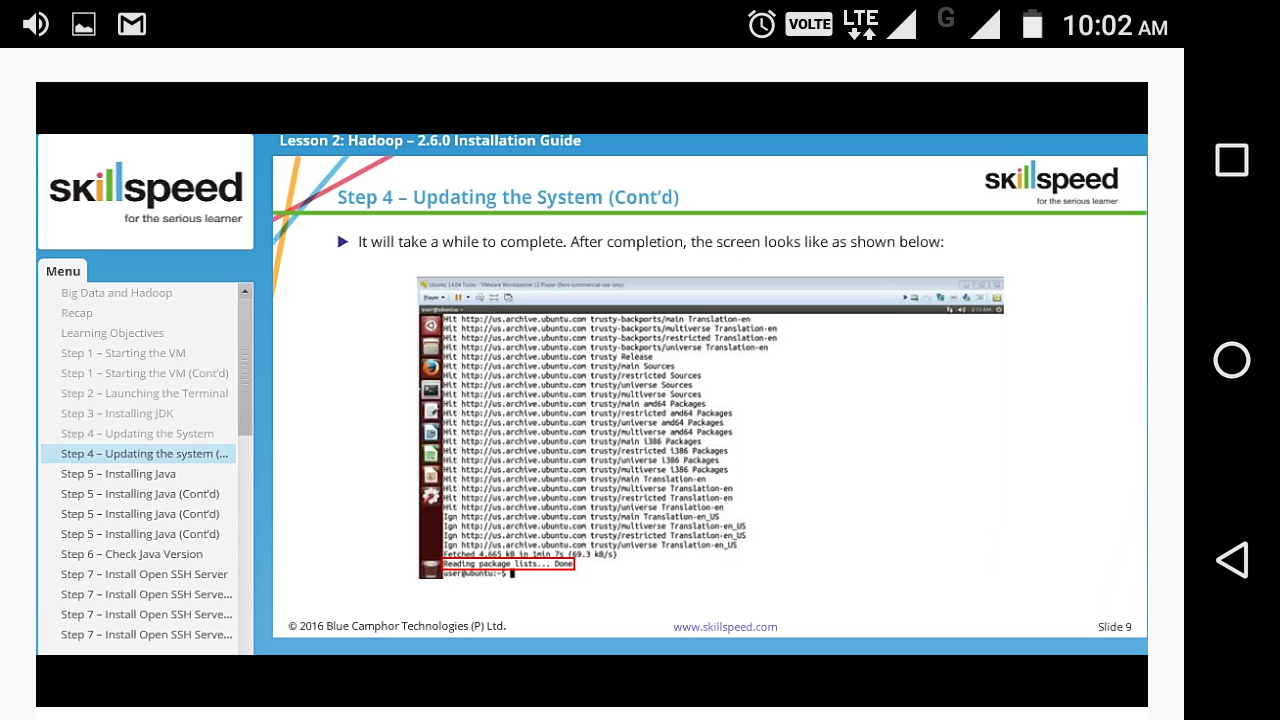 VOLTE LTE G 10:02 AM
Lesson 2: Hadoop – 2.6.0 Installation Guide
skillspeed
for the serious learner
Step 4 – Updating the System (Cont’d)
skillspeed
for the serious learner
It will take a while to complete. After completion, the screen looks like as shown below:
Menu
Big Data and Hadoop
Recap
Learning Objectives
Step 1 – Starting the VM
Step 1 – Starting the VM (Cont’d)
Step 2 – Launching the Terminal
Step 3 – Installing JDK
Step 4 – Updating the System
Step 4 – Updating the system (...
Step 5 – Installing Java
Step 5 – Installing Java (Cont’d)
Step 5 – Installing Java (Cont’d)
Step 5 – Installing Java (Cont’d)
Step 6 – Check Java Version
Step 7 – Install Open SSH Server
Step 7 – Install Open SSH Serve...
Step 7 – Install Open SSH Serve...
Step 7 – Install Open SSH Serve...
Ubuntu 14.04 Tools - VMware Workstation 12 Player (Non-commercial use only)
Player
user@ubuntu: ~
Hit http://us.archive.ubuntu.com trusty-backports/main Translation-en
Hit http://us.archive.ubuntu.com trusty-backports/multiverse Translation-en
Hit http://us.archive.ubuntu.com trusty-backports/restricted Translation-en
Hit http://us.archive.ubuntu.com trusty-backports/universe Translation-en
Hit http://us.archive.ubuntu.com trusty Release
Hit http://us.archive.ubuntu.com trusty/main Sources
Hit http://us.archive.ubuntu.com trusty/restricted Sources
Hit http://us.archive.ubuntu.com trusty/universe Sources
Hit http://us.archive.ubuntu.com trusty/multiverse Sources
Hit http://us.archive.ubuntu.com trusty/main amd64 Packages
Hit http://us.archive.ubuntu.com trusty/restricted amd64 Packages
Hit http://us.archive.ubuntu.com trusty/universe amd64 Packages
Hit http://us.archive.ubuntu.com trusty/multiverse amd64 Packages
Hit http://us.archive.ubuntu.com trusty/main i386 Packages
Hit http://us.archive.ubuntu.com trusty/restricted i386 Packages
Hit http://us.archive.ubuntu.com trusty/universe i386 Packages
Hit http://us.archive.ubuntu.com trusty/multiverse i386 Packages
Hit http://us.archive.ubuntu.com trusty/main Translation-en
Hit http://us.archive.ubuntu.com trusty/multiverse Translation-en
Hit http://us.archive.ubuntu.com trusty/restricted Translation-en
Hit http://us.archive.ubuntu.com trusty/universe Translation-en
Ign http://us.archive.ubuntu.com trusty/main Translation-en_US
Ign http://us.archive.ubuntu.com trusty/multiverse Translation-en_US
Ign http://us.archive.ubuntu.com trusty/restricted Translation-en_US
Ign http://us.archive.ubuntu.com trusty/universe Translation-en_US
Fetched 4,665 kB in 1min 7s (69.3 kB/s)
Reading package lists... Done
user@ubuntu:~$
© 2016 Blue Camphor Technologies (P) Ltd.
www.skillspeed.com
Slide 9